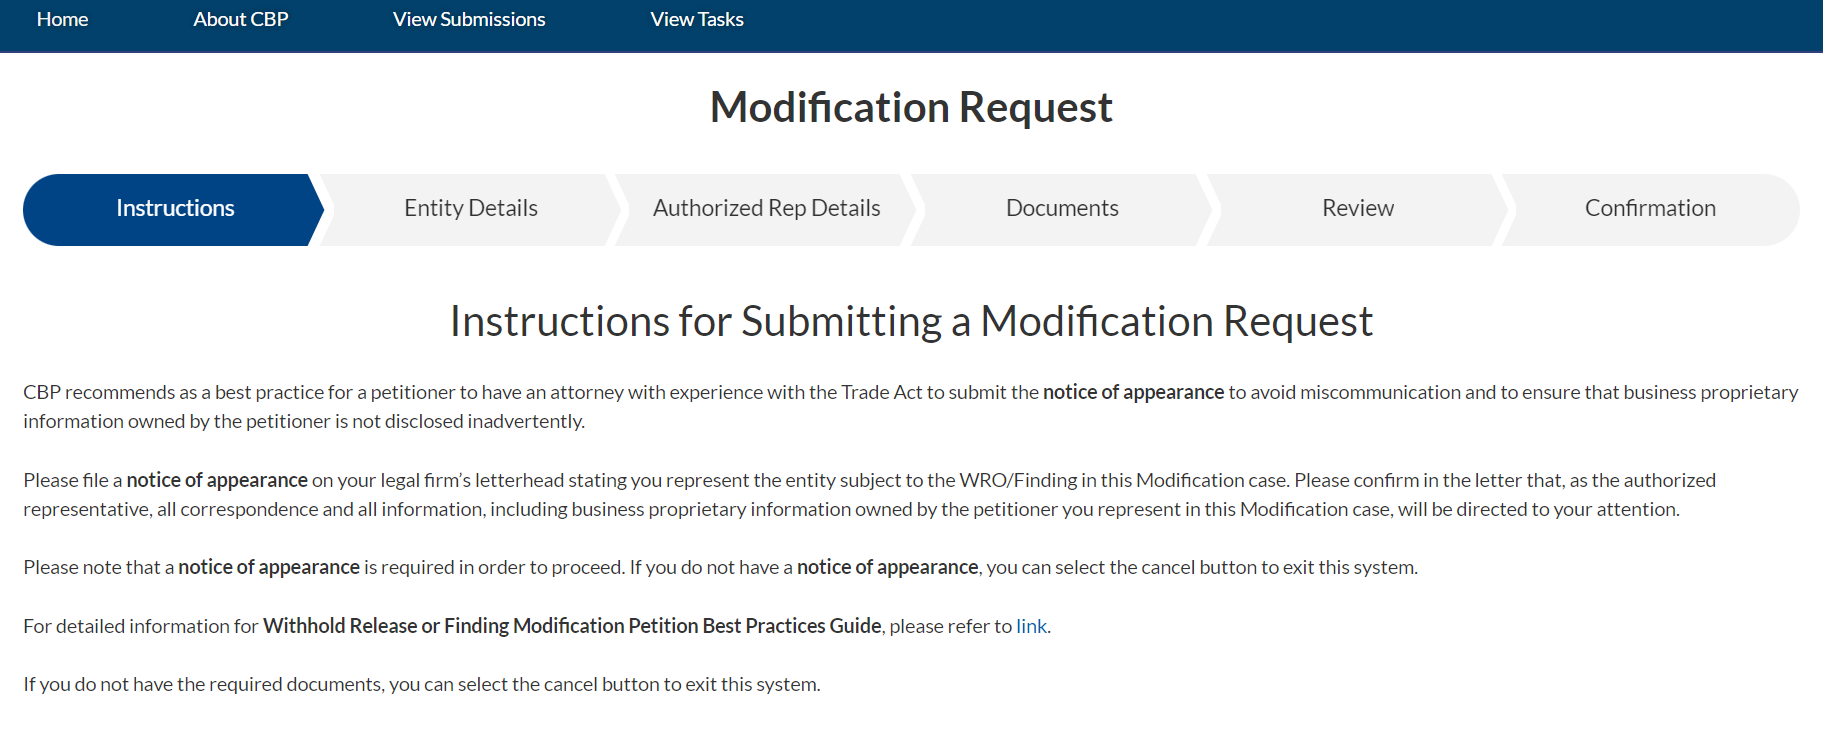 Home About CBP View Submissions View Tasks
Modification Request
Instructions Entity Details Authorized Rep Details Documents Review Confirmation
Instructions for Submitting a Modification Request
CBP recommends as a best practice for a petitioner to have an attorney with experience with the Trade Act to submit the notice of appearance to avoid miscommunication and to ensure that business proprietary
information owned by the petitioner is not disclosed inadvertently.
Please file a notice of appearance on your legal firm’s letterhead stating you represent the entity subject to the WRO/Finding in this Modification case. Please confirm in the letter that, as the authorized
representative, all correspondence and all information, including business proprietary information owned by the petitioner you represent in this Modification case, will be directed to your attention.
Please note that a notice of appearance is required in order to proceed. If you do not have a notice of appearance, you can select the cancel button to exit this system.
For detailed information for Withhold Release or Finding Modification Petition Best Practices Guide, please refer to link.
If you do not have the required documents, you can select the cancel button to exit this system.